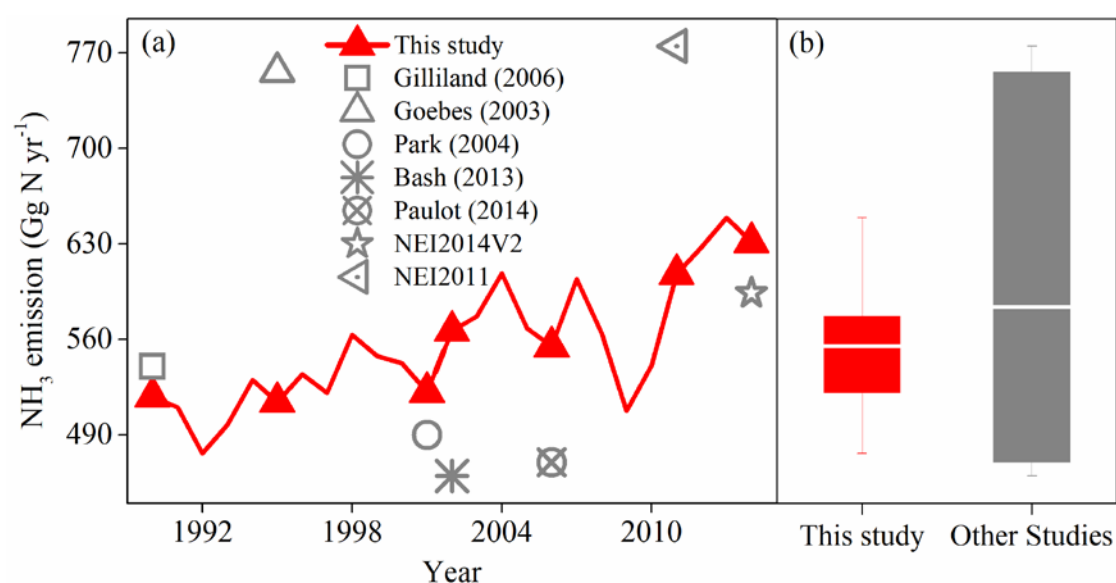 (a)
This study
Gilliland (2006)
Goebes (2003)
Park (2004)
Bash (2013)
Paulot (2014)
NEI2014V2
NEI2011
(b)
NH₃ emission (Gg N yr⁻¹)
770
700
630
560
490
1992
1998
2004
2010
Year
This study
Other Studies